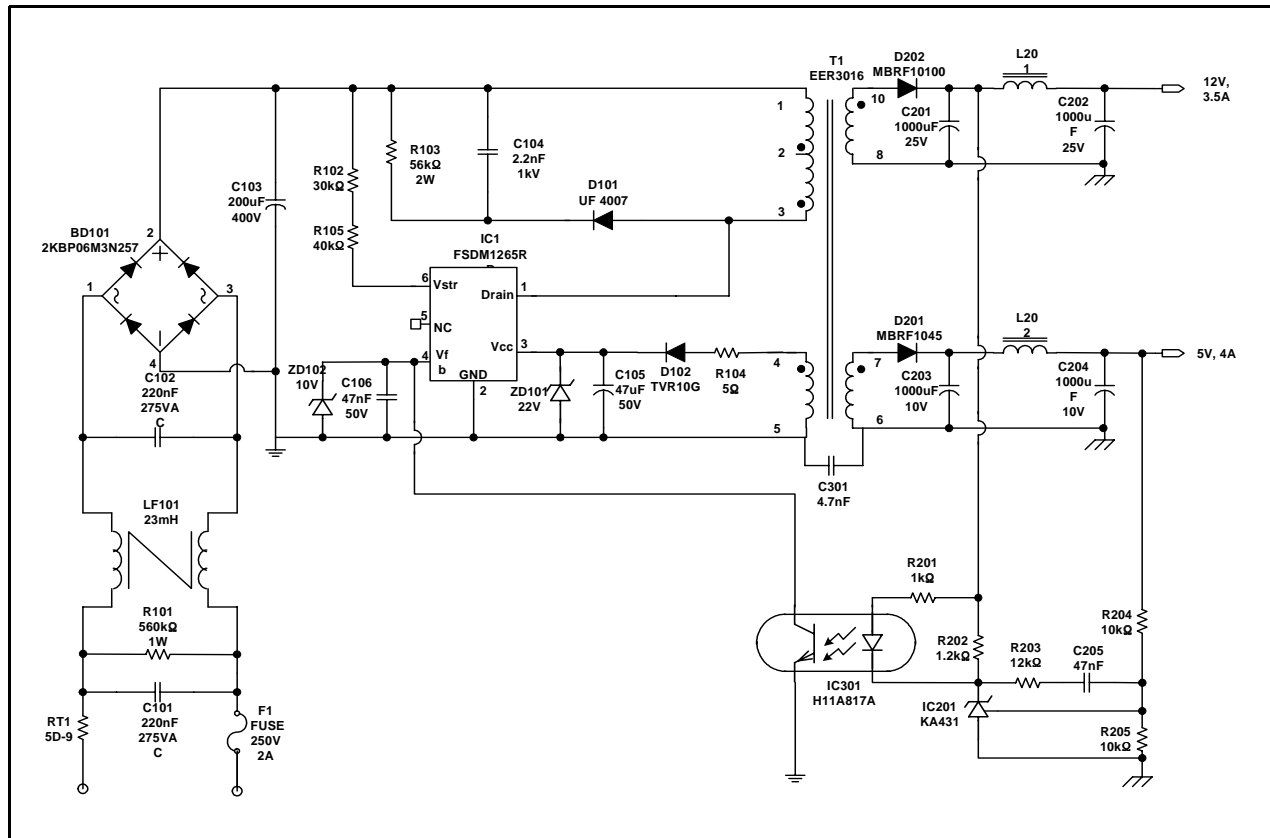 T1
EER3016
D202
MBRF10100
L20
1
12V,
3.5A
1
10
C201
1000uF
25V
C202
1000u
F
25V
2
8
3
R102
30kΩ
R103
56kΩ
2W
C104
2.2nF
1kV
D101
UF 4007
C103
200uF
400V
R105
40kΩ
BD101
2KBP06M3N257
2
1
3
4
IC1
FSDM1265R
6
Vstr
Drain
1
5
NC
Vcc
3
4
Vf
b
GND
2
ZD102
10V
C106
47nF
50V
ZD101
22V
C105
47uF
50V
D102
TVR10G
R104
5Ω
4
5
7
6
D201
MBRF1045
L20
2
5V, 4A
C203
1000uF
10V
C204
1000u
F
10V
C301
4.7nF
C102
220nF
275VA
C
LF101
23mH
R101
560kΩ
1W
C101
220nF
275VA
C
RT1
5D-9
F1
FUSE
250V
2A
R201
1kΩ
R202
1.2kΩ
R203
12kΩ
C205
47nF
R204
10kΩ
IC301
H11A817A
IC201
KA431
R205
10kΩ